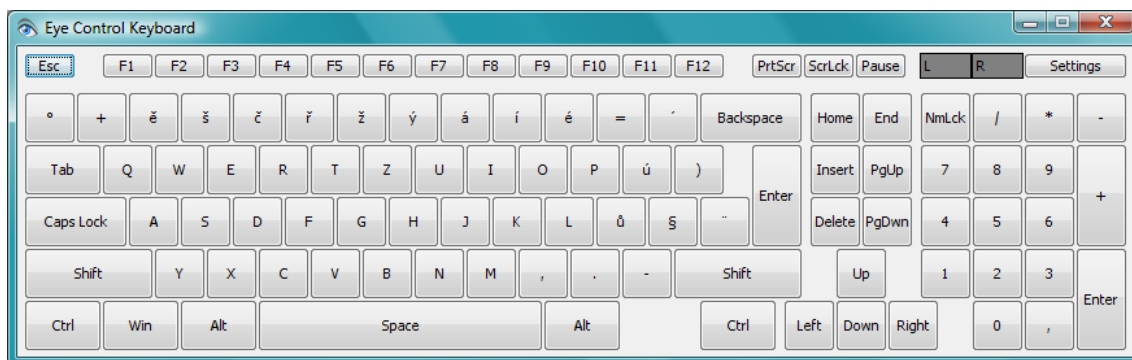 Eye Control Keyboard
Esc F1 F2 F3 F4 F5 F6 F7 F8 F9 F10 F11 F12 PrtScr ScrLck Pause L R Settings
° + ě š č ř ž ý á í é = ´ Backspace Home End NmLck / * -
Tab Q W E R T Z U I O P ú ) Enter Insert PgUp 7 8 9 +
Caps Lock A S D F G H J K L ů § ¨ Delete PgDwn 4 5 6
Shift Y X C V B N M , . - Shift Up 1 2 3 Enter
Ctrl Win Alt Space Alt Ctrl Left Down Right 0 ,